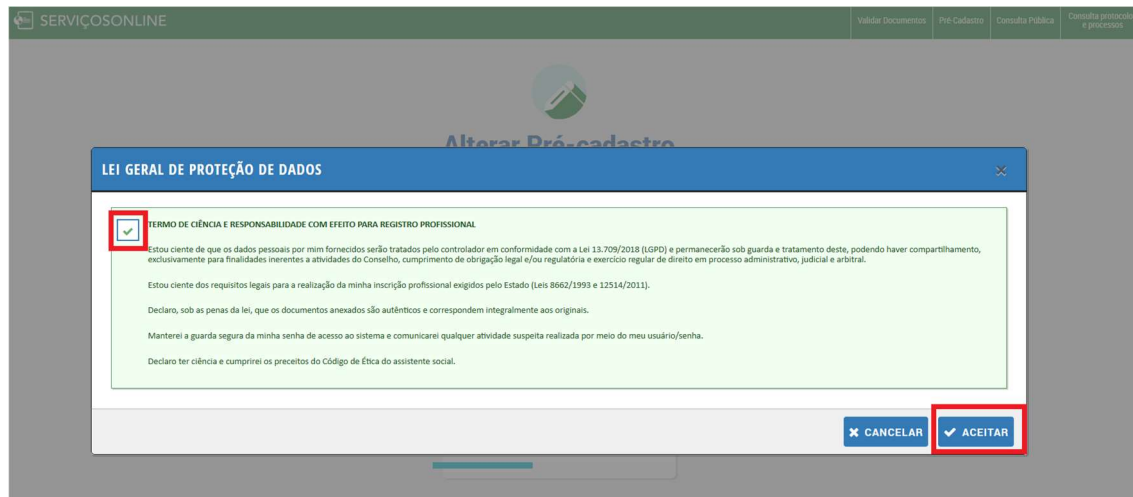 SERVIÇOSONLINE
Validar Documentos
Pré-Cadastro
Consulta Pública
Consulta protocolo
e processos
Alterar Pré-cadastro
LEI GERAL DE PROTEÇÃO DE DADOS
TERMO DE CIÊNCIA E RESPONSABILIDADE COM EFEITO PARA REGISTRO PROFISSIONAL
Estou ciente de que os dados pessoais por mim fornecidos serão tratados pelo controlador em conformidade com a Lei 13.709/2018 (LGPD) e permanecerão sob guarda e tratamento deste, podendo haver compartilhamento,
exclusivamente para finalidades inerentes a atividades do Conselho, cumprimento de obrigação legal e/ou regulatória e exercício regular de direito em processo administrativo, judicial e arbitral.
Estou ciente dos requisitos legais para a realização da minha inscrição profissional exigidos pelo Estado (Leis 8662/1993 e 12514/2011).
Declaro, sob as penas da lei, que os documentos anexados são autênticos e correspondem integralmente aos originais.
Manterei a guarda segura da minha senha de acesso ao sistema e comunicarei qualquer atividade suspeita realizada por meio do meu usuário/senha.
Declaro ter ciência e cumprirei os preceitos do Código de Ética do assistente social.
CANCELAR
ACEITAR